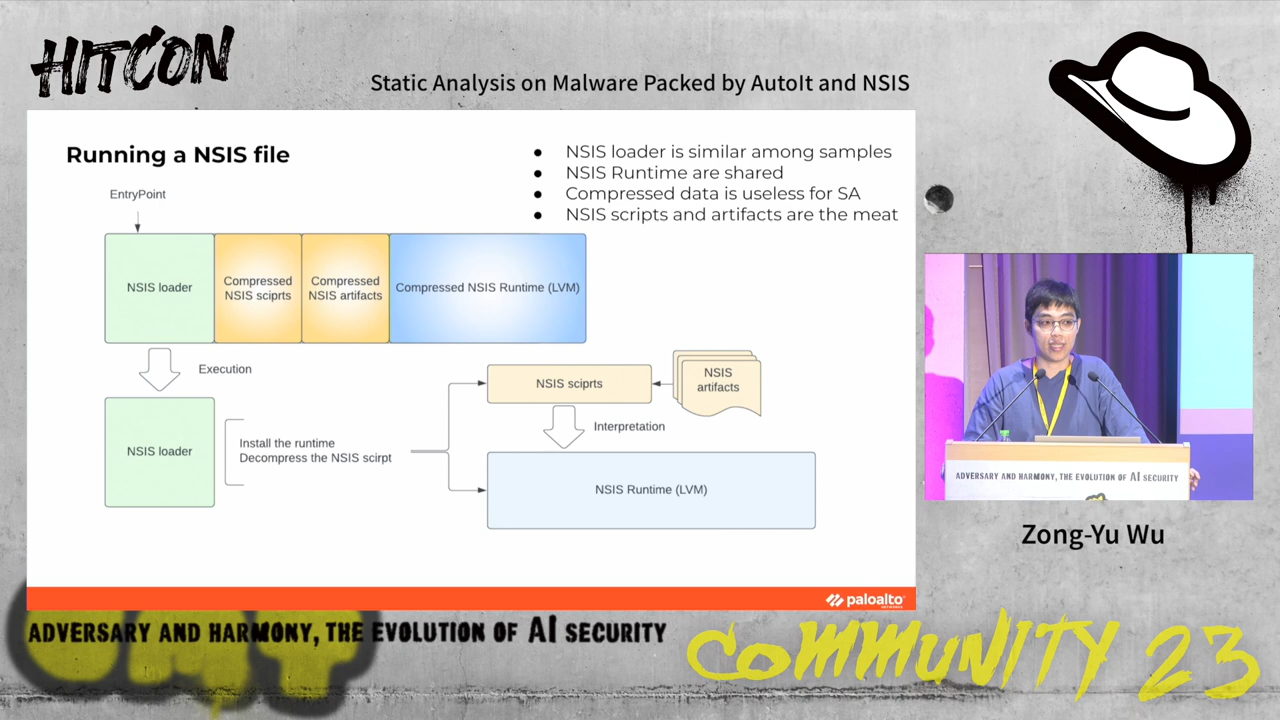 HITCON
Static Analysis on Malware Packed by AutoIt and NSIS
Running a NSIS file
● NSIS loader is similar among samples
● NSIS Runtime are shared
● Compressed data is useless for SA
● NSIS scripts and artifacts are the meat
EntryPoint
NSIS loader
Compressed
NSIS sciprts
Compressed
NSIS artifacts
Compressed NSIS Runtime (LVM)
Execution
NSIS loader
Install the runtime
Decompress the NSIS scirpt
NSIS sciprts
NSIS
artifacts
Interpretation
NSIS Runtime (LVM)
paloalto
NETWORKS
ADVERSARY AND HARMONY, THE EVOLUTION OF AI SECURITY
Zong-Yu Wu
ADVERSARY AND HARMONY, THE EVOLUTION OF AI SECURITY
COMMUNITY 23